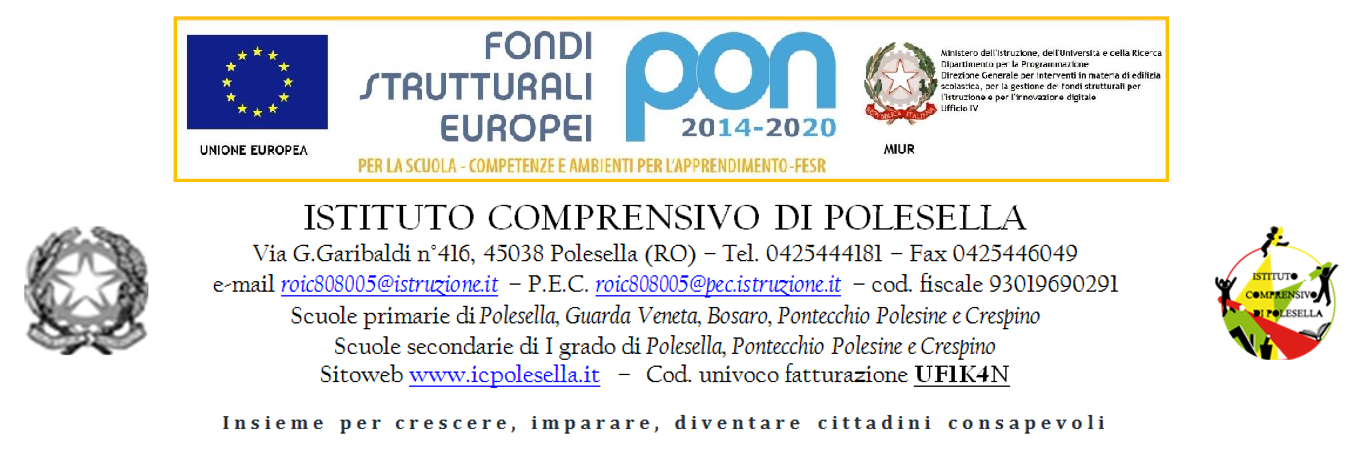 UNIONE EUROPEA
FONDI
STRUTTURALI
EUROPEI
pon
2014-2020
PER LA SCUOLA - COMPETENZE E AMBIENTI PER L'APPRENDIMENTO-FESR
MIUR
Ministero dell'Istruzione, dell'Università e della Ricerca
Dipartimento per la Programmazione
Direzione Generale per interventi in materia di edilizia
scolastica, per la gestione dei fondi strutturali per
l'istruzione e per l'innovazione digitale
Ufficio IV
ISTITUTO COMPRENSIVO DI POLESELLA
Via G.Garibaldi n°416, 45038 Polesella (RO) – Tel. 0425444181 – Fax 0425446049
e-mail roic808005@istruzione.it – P.E.C. roic808005@pec.istruzione.it – cod. fiscale 93019690291
Scuole primarie di Polesella, Guarda Veneta, Bosaro, Pontecchio Polesine e Crespino
Scuole secondarie di I grado di Polesella, Pontecchio Polesine e Crespino
Sitoweb www.icpolesella.it – Cod. univoco fatturazione UF1K4N
Insieme per crescere, imparare, diventare cittadini consapevoli
ISTITUTO
COMPRENSIVO
DI POLESELLA